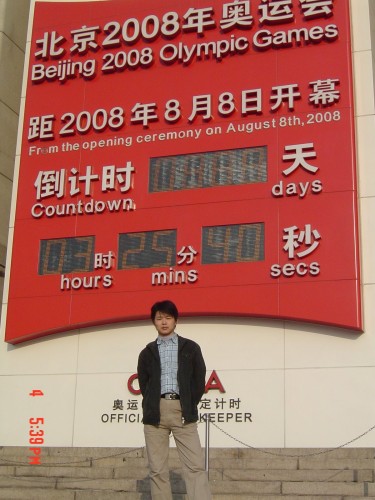 北京2008年奥运会
Beijing 2008 Olympic Games
距2008年8月8日开幕
From the opening ceremony on August 8th, 2008
倒计时 天
Countdown days
03 时 25 分 40 秒
hours mins secs
奥运 定计时
OFFICI EKEEPER
4 5:39 PM